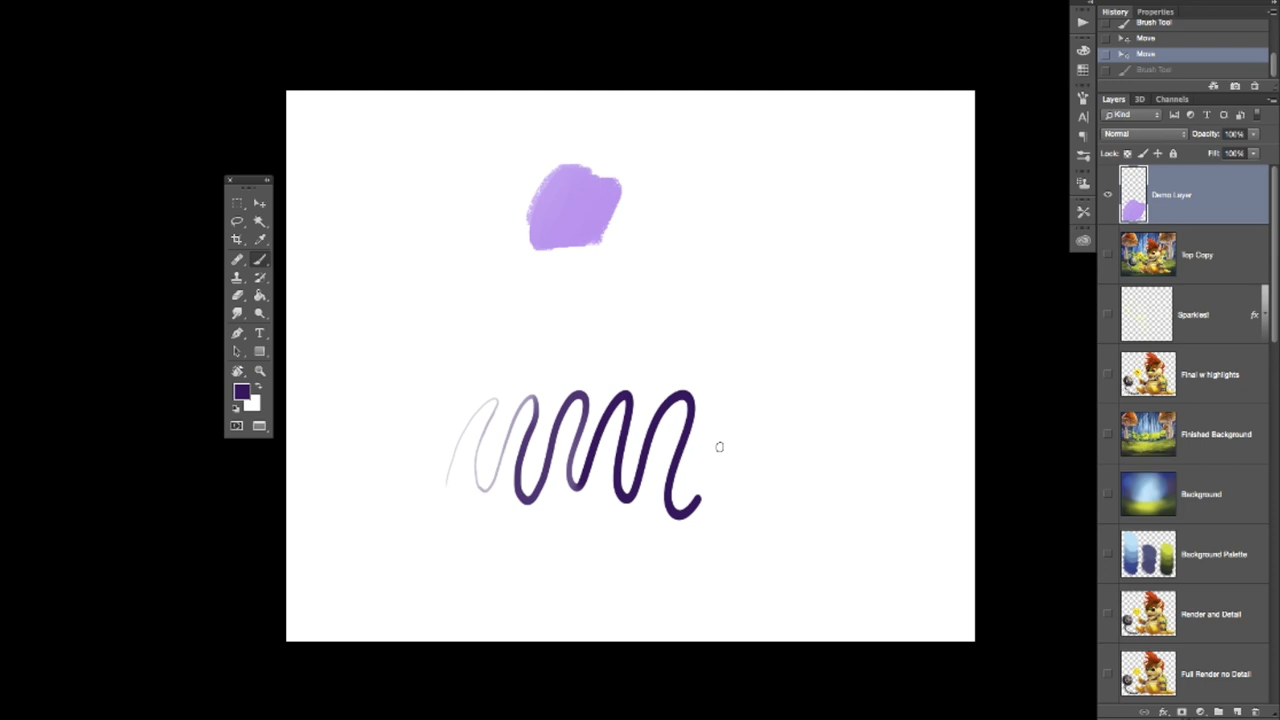 History Properties
Brush Tool
Move
Move
Brush Tool
Layers 3D Channels
Kind
Normal Opacity: 100%
Lock: Fill: 100%
Demo Layer
Top Copy
Sparkles! fx
Final w highlights
Finished Background
Background
Background Palette
Render and Detail
Full Render no Detail